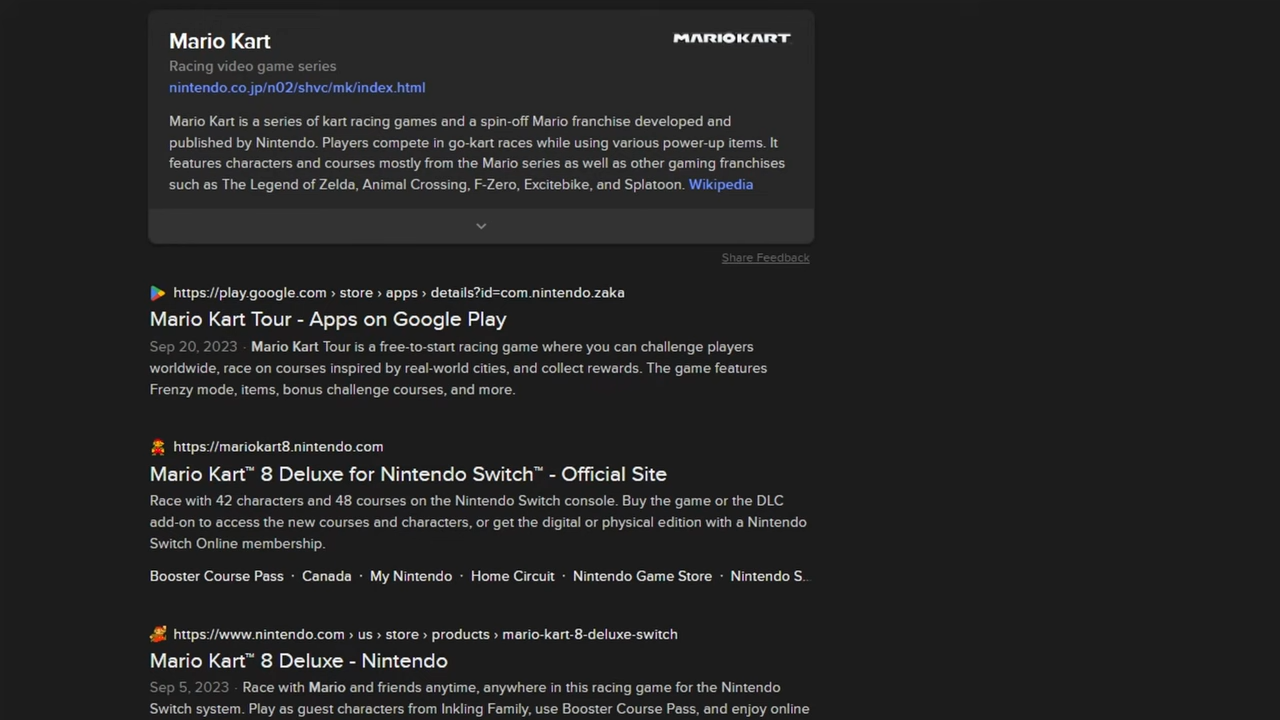 Mario Kart
MARIOKART
Racing video game series
nintendo.co.jp/n02/shvc/mk/index.html
Mario Kart is a series of kart racing games and a spin-off Mario franchise developed and
published by Nintendo. Players compete in go-kart races while using various power-up items. It
features characters and courses mostly from the Mario series as well as other gaming franchises
such as The Legend of Zelda, Animal Crossing, F-Zero, Excitebike, and Splatoon. Wikipedia
Share Feedback
https://play.google.com › store › apps › details?id=com.nintendo.zaka
Mario Kart Tour - Apps on Google Play
Sep 20, 2023 · Mario Kart Tour is a free-to-start racing game where you can challenge players
worldwide, race on courses inspired by real-world cities, and collect rewards. The game features
Frenzy mode, items, bonus challenge courses, and more.
https://mariokart8.nintendo.com
Mario Kart™ 8 Deluxe for Nintendo Switch™ - Official Site
Race with 42 characters and 48 courses on the Nintendo Switch console. Buy the game or the DLC
add-on to access the new courses and characters, or get the digital or physical edition with a Nintendo
Switch Online membership.
Booster Course Pass · Canada · My Nintendo · Home Circuit · Nintendo Game Store · Nintendo S...
https://www.nintendo.com › us › store › products › mario-kart-8-deluxe-switch
Mario Kart™ 8 Deluxe - Nintendo
Sep 5, 2023 · Race with Mario and friends anytime, anywhere in this racing game for the Nintendo
Switch system. Play as guest characters from Inkling Family, use Booster Course Pass, and enjoy online